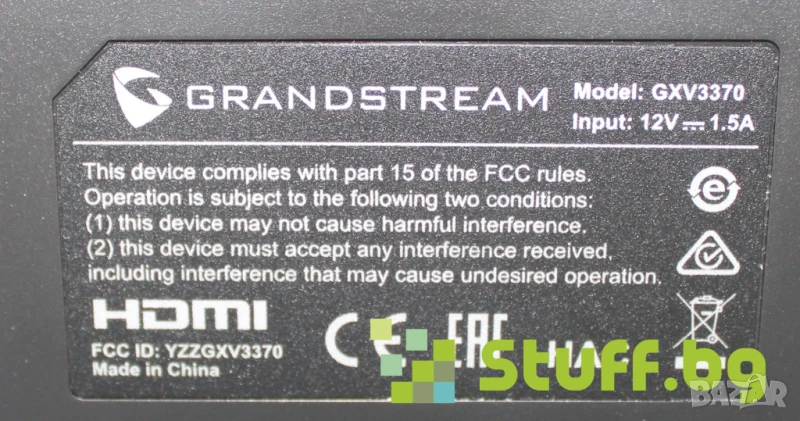 GRANDSTREAM
Model: GXV3370
Input: 12V⎓1.5A
This device complies with part 15 of the FCC rules.
Operation is subject to the following two conditions:
(1) this device may not cause harmful interference.
(2) this device must accept any interference received,
including interference that may cause undesired operation.
HDMI
FCC ID: YZZGXV3370
Made in China
CE
EAC
Stuff.bg
BAZAR